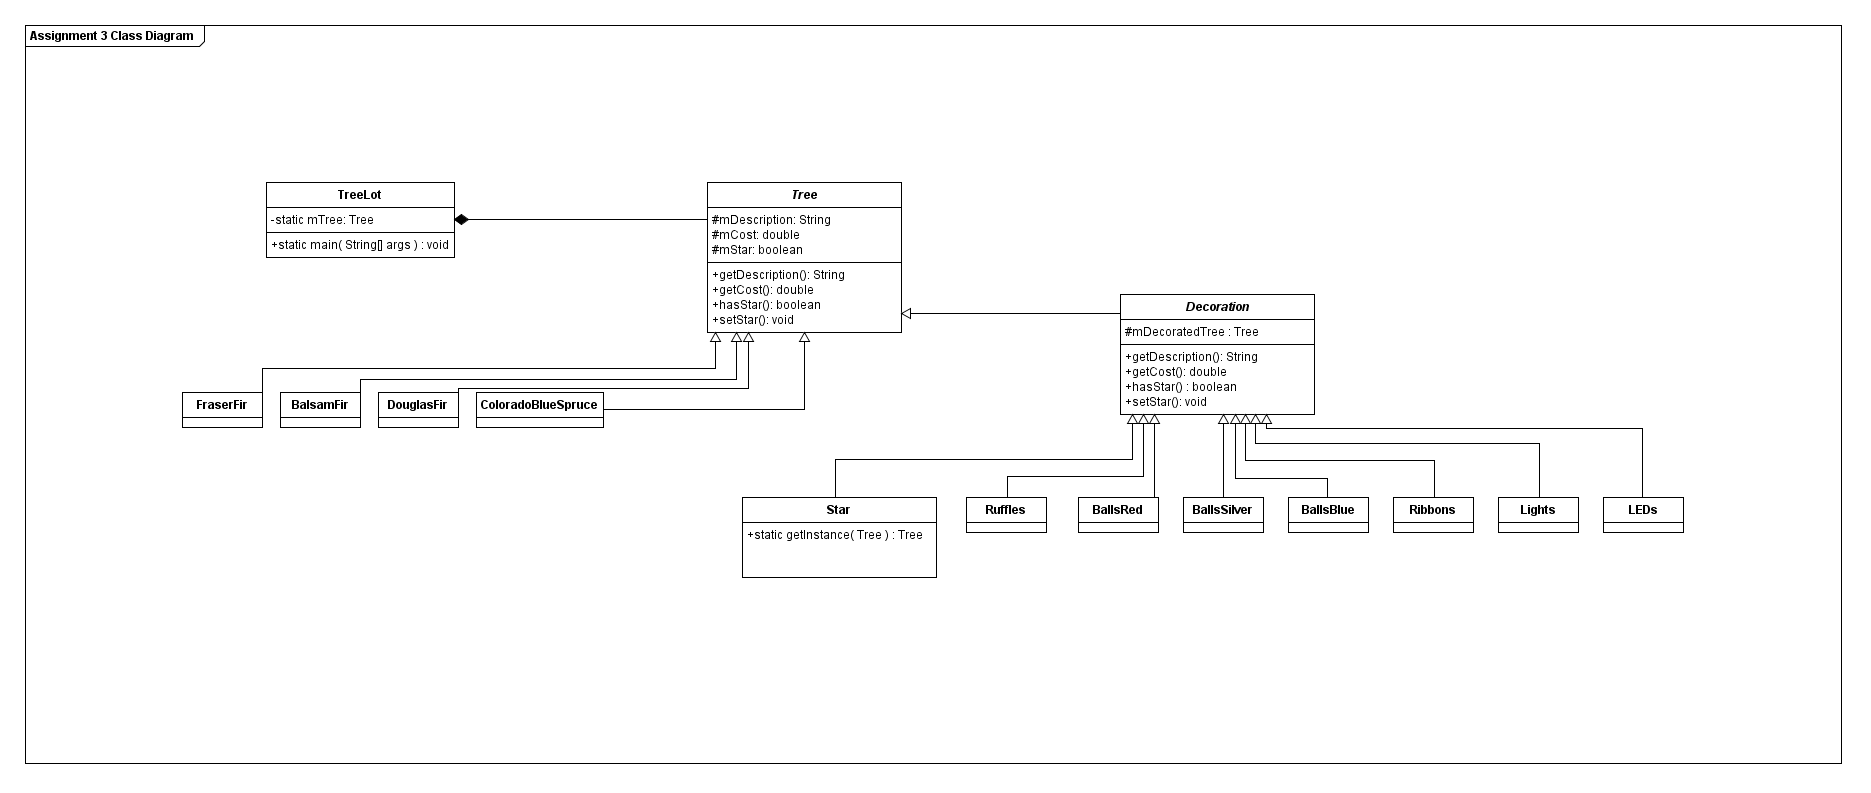 Assignment 3 Class Diagram
TreeLot
-static mTree: Tree
+static main( String[] args ) : void
Tree
#mDescription: String
#mCost: double
#mStar: boolean
+getDescription(): String
+getCost(): double
+hasStar(): boolean
+setStar(): void
Decoration
#mDecoratedTree : Tree
+getDescription(): String
+getCost(): double
+hasStar() : boolean
+setStar(): void
FraserFir
BalsamFir
DouglasFir
ColoradoBlueSpruce
Star
+static getInstance( Tree ) : Tree
Ruffles
BallsRed
BallsSilver
BallsBlue
Ribbons
Lights
LEDs